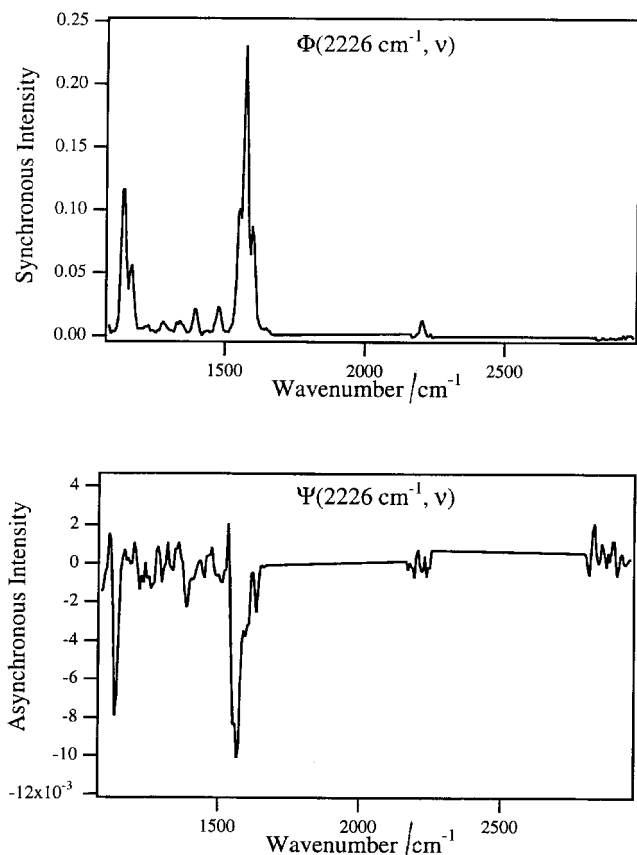 Φ(2226 cm⁻¹, ν)
Synchronous Intensity
0.25
0.20
0.15
0.10
0.05
0.00
1500
2000
2500
Wavenumber /cm⁻¹
Ψ(2226 cm⁻¹, ν)
Asynchronous Intensity
4
2
0
-2
-4
-6
-8
-10
-12x10⁻³
1500
2000
2500
Wavenumber /cm⁻¹